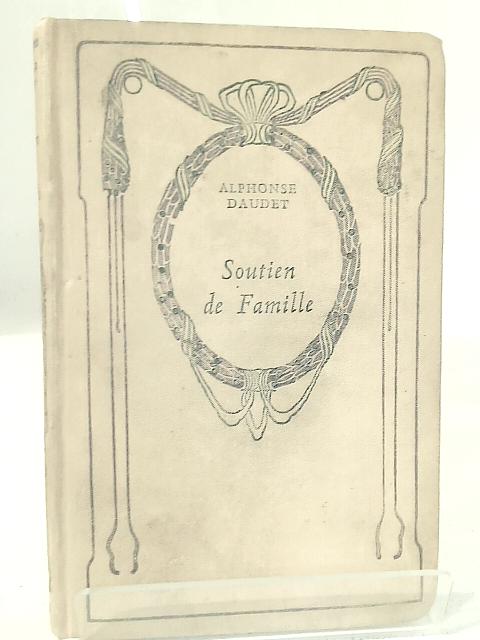 ALPHONSE
DAUDET
Soutien
de Famille